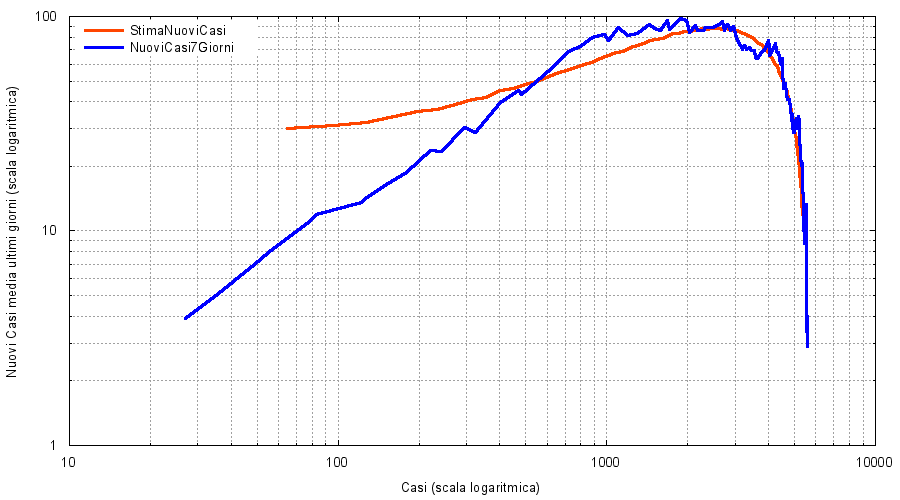 100
StimaNuoviCasi
NuoviCasi7Giorni
10
1
Nuovi Casi media ultimi giorni (scala logaritmica)
10
100
1000
10000
Casi (scala logaritmica)